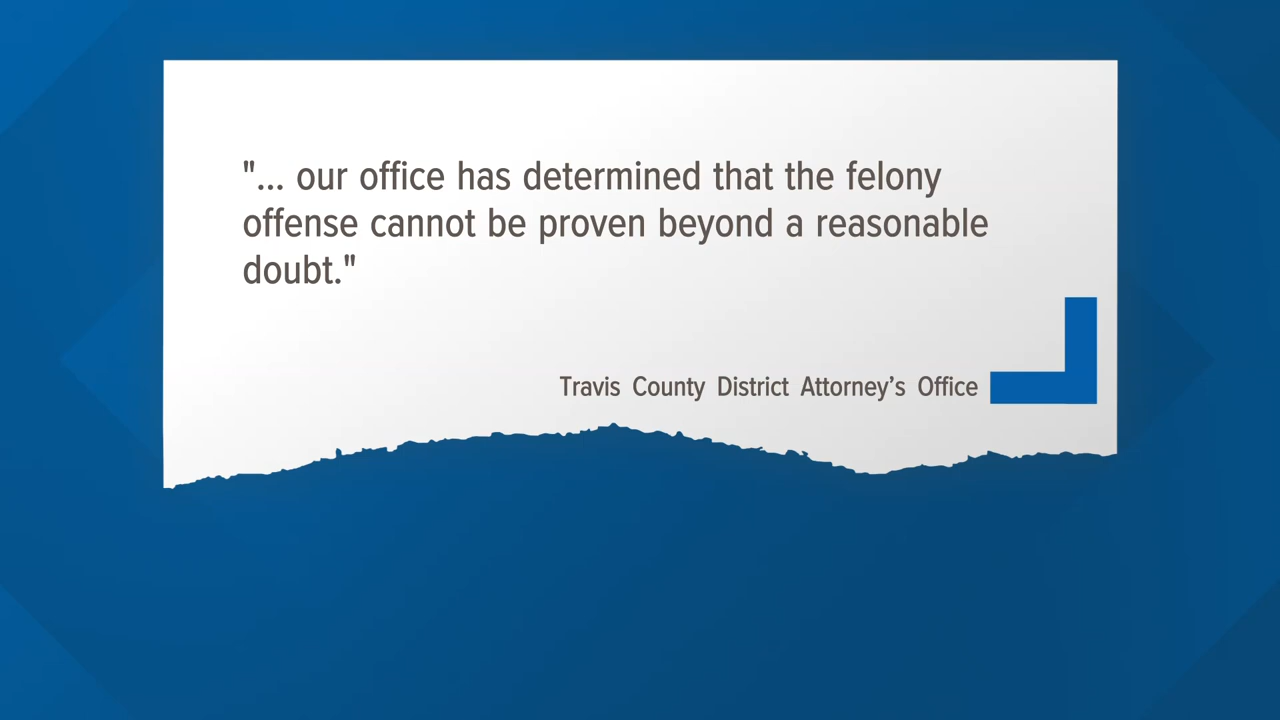 "... our office has determined that the felony
offense cannot be proven beyond a reasonable
doubt."
Travis County District Attorney’s Office